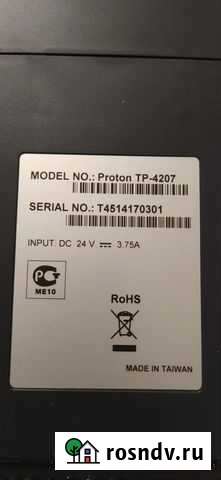 MODEL NO.: Proton TP-4207
SERIAL NO.: T4514170301
INPUT: DC 24 V ⎓ 3.75A
РС
ME10
RoHS
MADE IN TAIWAN
rosndv.ru